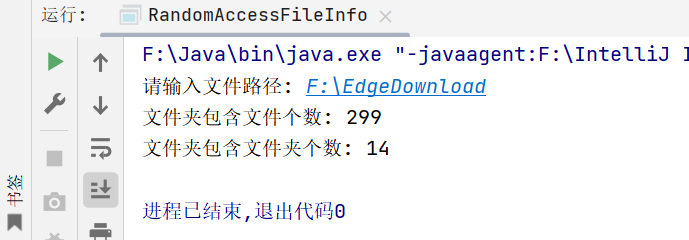 运行: RandomAccessFileInfo
F:\Java\bin\java.exe "-javaagent:F:\IntelliJ I
请输入文件路径: F:\EdgeDownload
文件夹包含文件个数: 299
文件夹包含文件夹个数: 14
进程已结束,退出代码0
书签